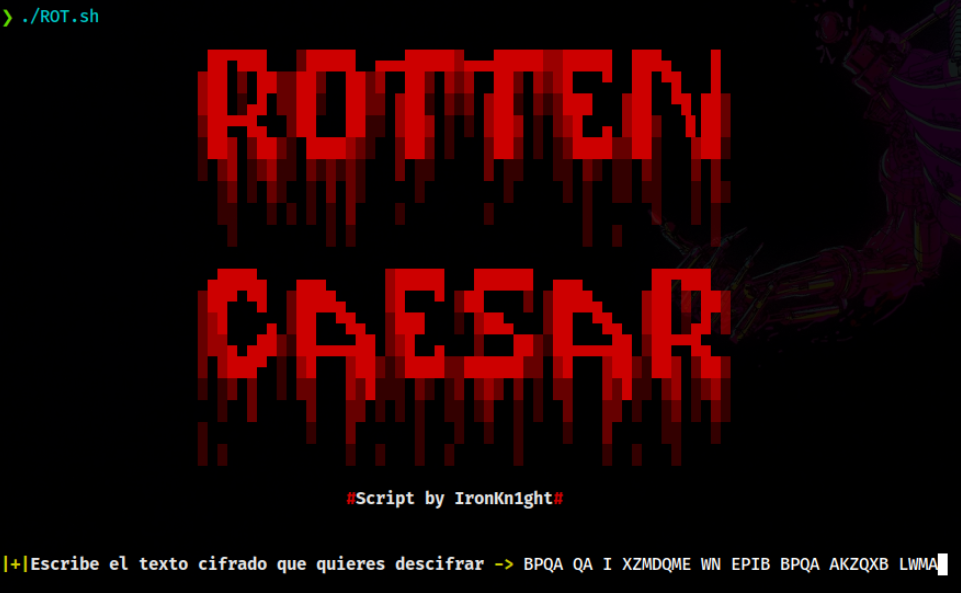 ❯ ./ROT.sh
ROTTEN
CAESAR
#Script by IronKn1ght#
|+|Escribe el texto cifrado que quieres descifrar -> BPQA QA I XZMDQME WN EPIB BPQA AKZQXB LWMA